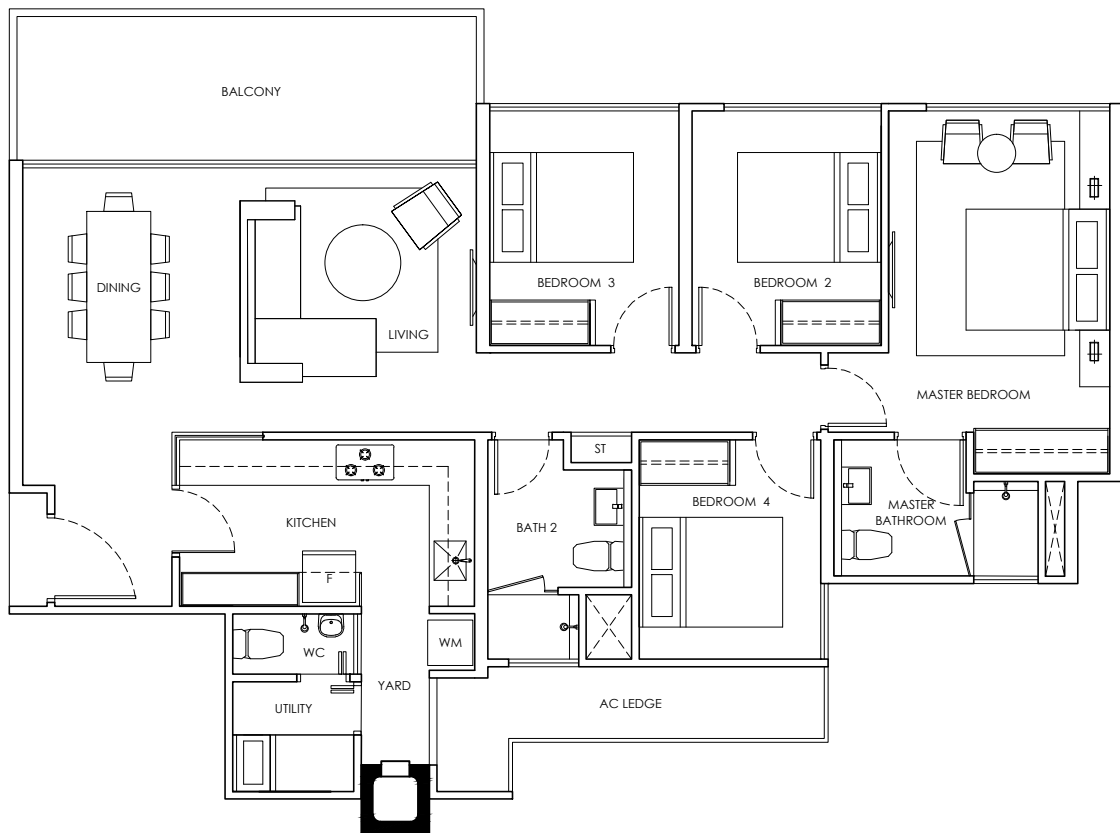 BALCONY
BEDROOM 3
BEDROOM 2
DINING
LIVING
MASTER BEDROOM
ST
BEDROOM 4
KITCHEN
BATH 2
MASTER
BATHROOM
F
WC
WM
YARD
UTILITY
AC LEDGE